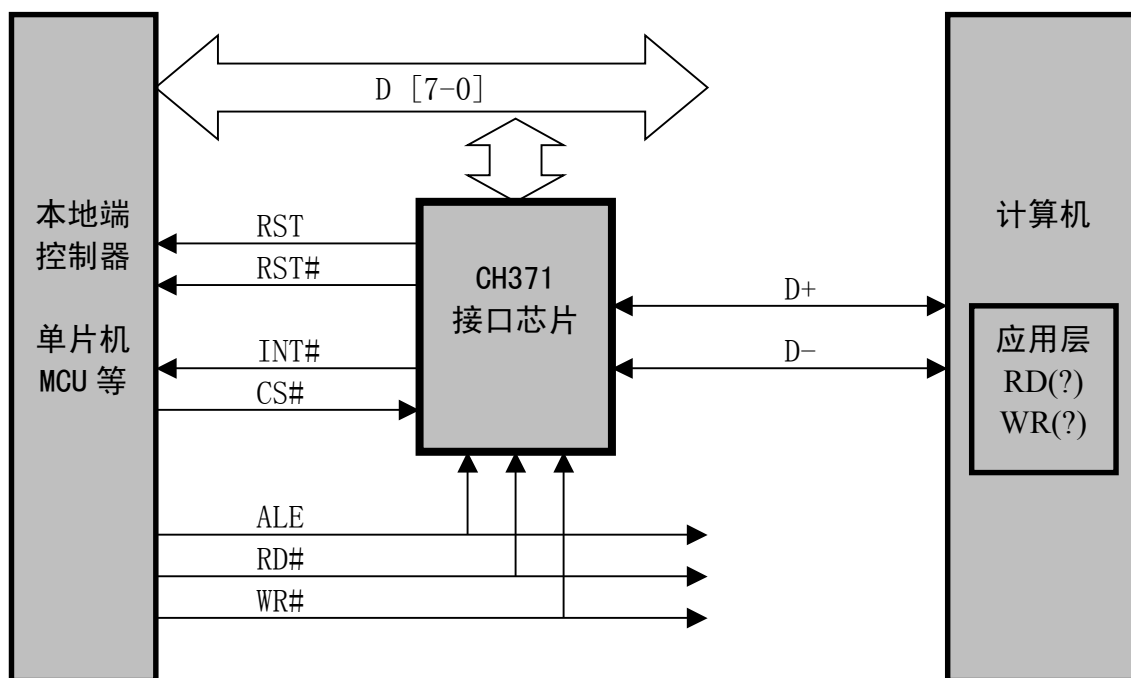 D [7-0]
本地端
控制器
单片机
MCU 等
RST
RST#
INT#
CS#
ALE
RD#
WR#
CH371
接口芯片
D+
D-
计算机
应用层
RD(?)
WR(?)